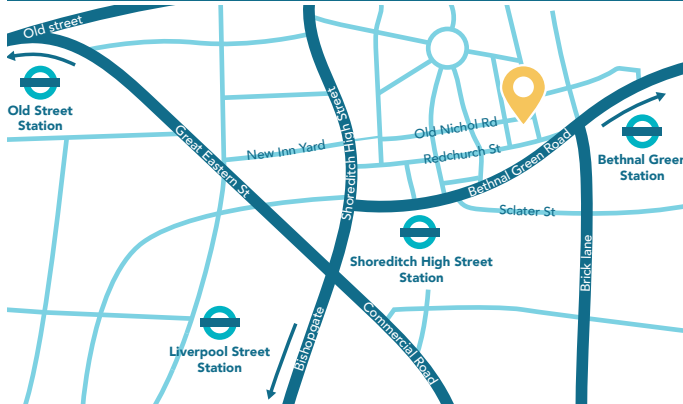 Old street
Old Street
Station
Great Eastern St
New Inn Yard
Shoreditch High Street
Old Nichol Rd
Redchurch St
Bethnal Green Road
Bethnal Green
Station
Sclater St
Shoreditch High Street
Station
Brick lane
Liverpool Street
Station
Bishopgate
Commercial Road